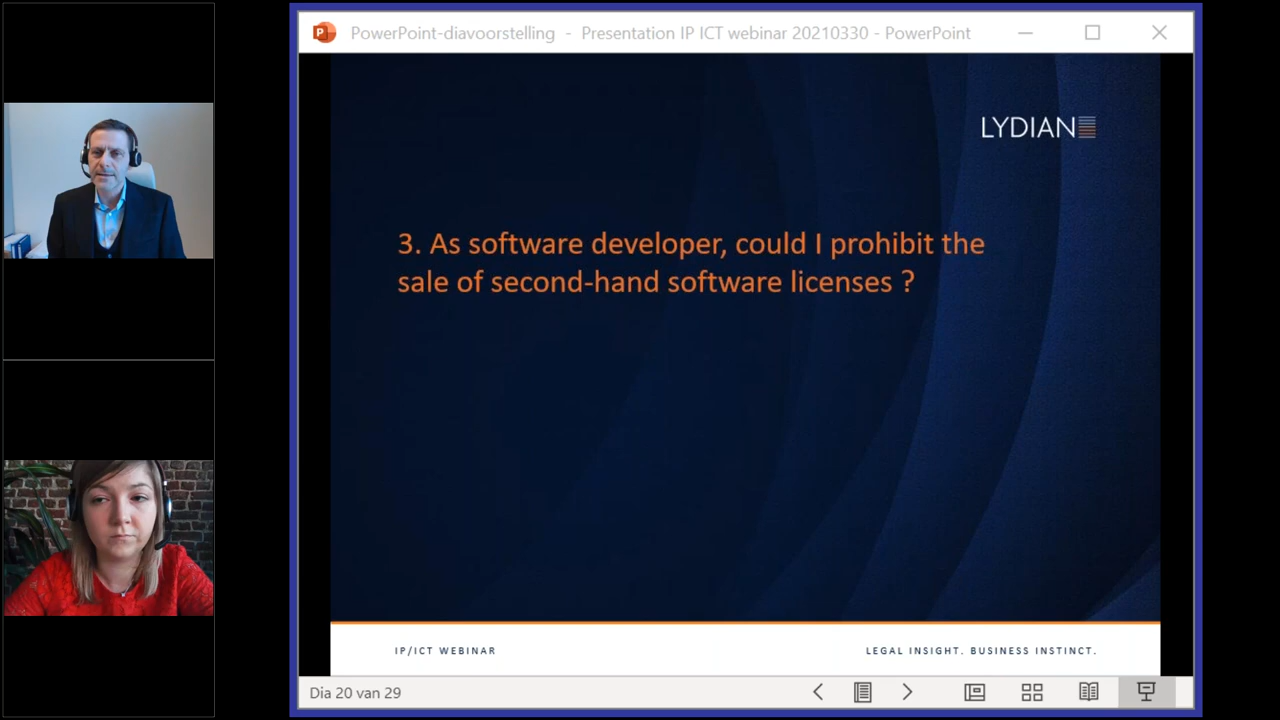 PowerPoint-diavoorstelling - Presentation IP ICT webinar 20210330 - PowerPoint
LYDIAN
3. As software developer, could I prohibit the
sale of second-hand software licenses ?
IP/ICT WEBINAR
LEGAL INSIGHT. BUSINESS INSTINCT.
Dia 20 van 29